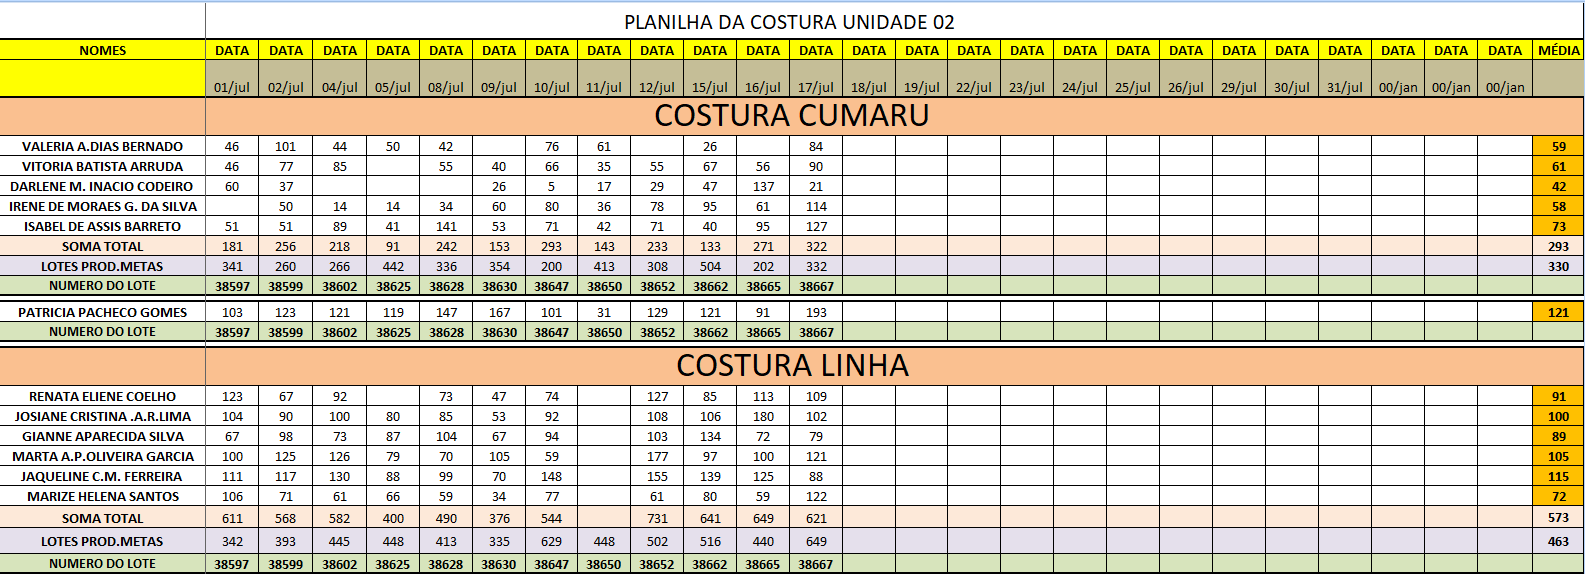 PLANILHA DA COSTURA UNIDADE 02
NOMES DATA DATA DATA DATA DATA DATA DATA DATA DATA DATA DATA DATA DATA DATA DATA DATA DATA DATA DATA DATA DATA DATA DATA DATA DATA MÉDIA
01/jul 02/jul 04/jul 05/jul 08/jul 09/jul 10/jul 11/jul 12/jul 15/jul 16/jul 17/jul 18/jul 19/jul 22/jul 23/jul 24/jul 25/jul 26/jul 29/jul 30/jul 31/jul 00/jan 00/jan 00/jan
COSTURA CUMARU
VALERIA A.DIAS BERNADO 46 101 44 50 42 76 61 26 84 59
VITORIA BATISTA ARRUDA 46 77 85 55 40 66 35 55 67 56 90 61
DARLENE M. INACIO CODEIRO 60 37 26 5 17 29 47 137 21 42
IRENE DE MORAES G. DA SILVA 50 14 14 34 60 80 36 78 95 61 114 58
ISABEL DE ASSIS BARRETO 51 51 89 41 141 53 71 42 71 40 95 127 73
SOMA TOTAL 181 256 218 91 242 153 293 143 233 133 271 322 293
LOTES PROD.METAS 341 260 266 442 336 354 200 413 308 504 202 332 330
NUMERO DO LOTE 38597 38599 38602 38625 38628 38630 38647 38650 38652 38662 38665 38667
PATRICIA PACHECO GOMES 103 123 121 119 147 167 101 31 129 121 91 193 121
NUMERO DO LOTE 38597 38599 38602 38625 38628 38630 38647 38650 38652 38662 38665 38667
COSTURA LINHA
RENATA ELIENE COELHO 123 67 92 73 47 74 127 85 113 109 91
JOSIANE CRISTINA .A.R.LIMA 104 90 100 80 85 53 92 108 106 180 102 100
GIANNE APARECIDA SILVA 67 98 73 87 104 67 94 103 134 72 79 89
MARTA A.P.OLIVEIRA GARCIA 100 125 126 79 70 105 59 177 97 100 121 105
JAQUELINE C.M. FERREIRA 111 117 130 88 99 70 148 155 139 125 88 115
MARIZE HELENA SANTOS 106 71 61 66 59 34 77 61 80 59 122 72
SOMA TOTAL 611 568 582 400 490 376 544 731 641 649 621 573
LOTES PROD.METAS 342 393 445 448 413 335 629 448 502 516 440 649 463
NUMERO DO LOTE 38597 38599 38602 38625 38628 38630 38647 38650 38652 38662 38665 38667